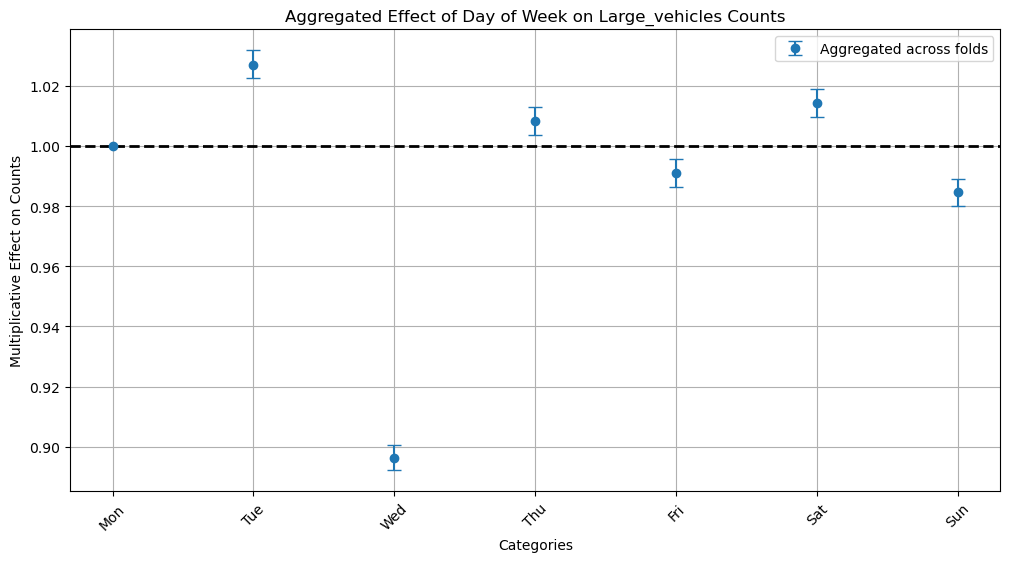 Aggregated Effect of Day of Week on Large_vehicles Counts
Aggregated across folds
Multiplicative Effect on Counts
1.02
1.00
0.98
0.96
0.94
0.92
0.90
Mon
Tue
Wed
Thu
Fri
Sat
Sun
Categories